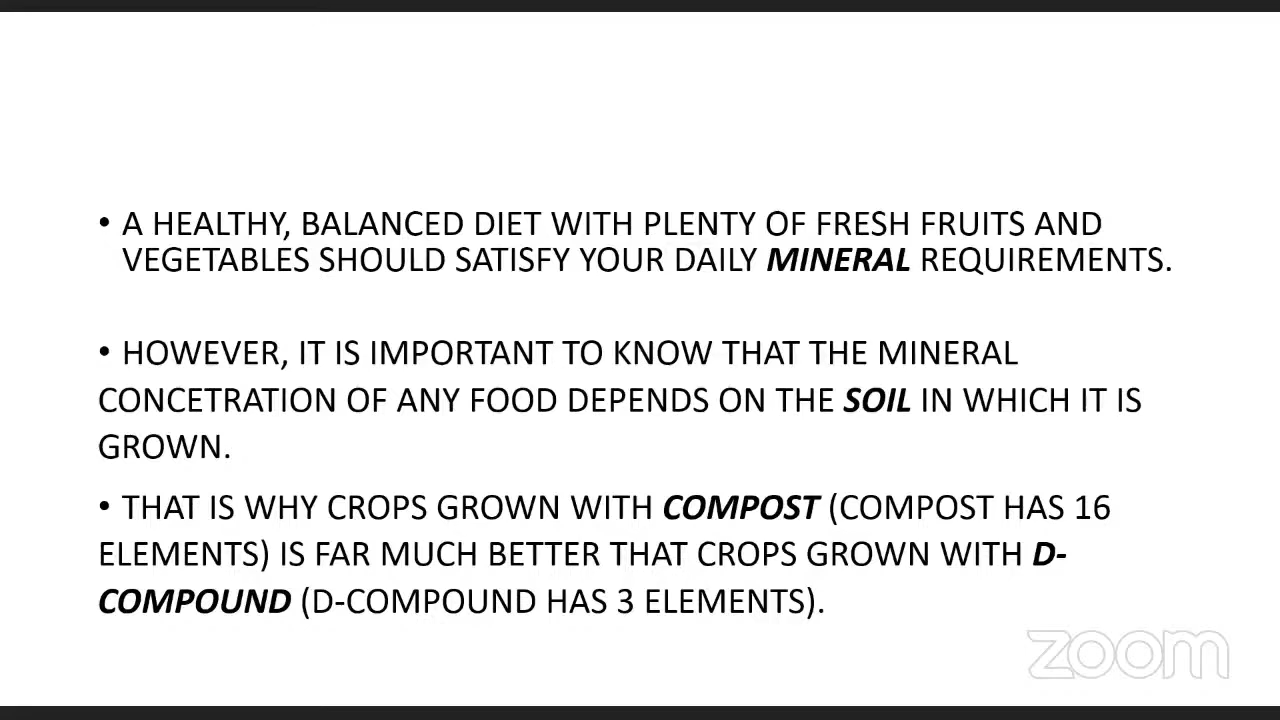 • A HEALTHY, BALANCED DIET WITH PLENTY OF FRESH FRUITS AND
VEGETABLES SHOULD SATISFY YOUR DAILY MINERAL REQUIREMENTS.
• HOWEVER, IT IS IMPORTANT TO KNOW THAT THE MINERAL
CONCETRATION OF ANY FOOD DEPENDS ON THE SOIL IN WHICH IT IS
GROWN.
• THAT IS WHY CROPS GROWN WITH COMPOST (COMPOST HAS 16
ELEMENTS) IS FAR MUCH BETTER THAT CROPS GROWN WITH D-
COMPOUND (D-COMPOUND HAS 3 ELEMENTS).
zoom